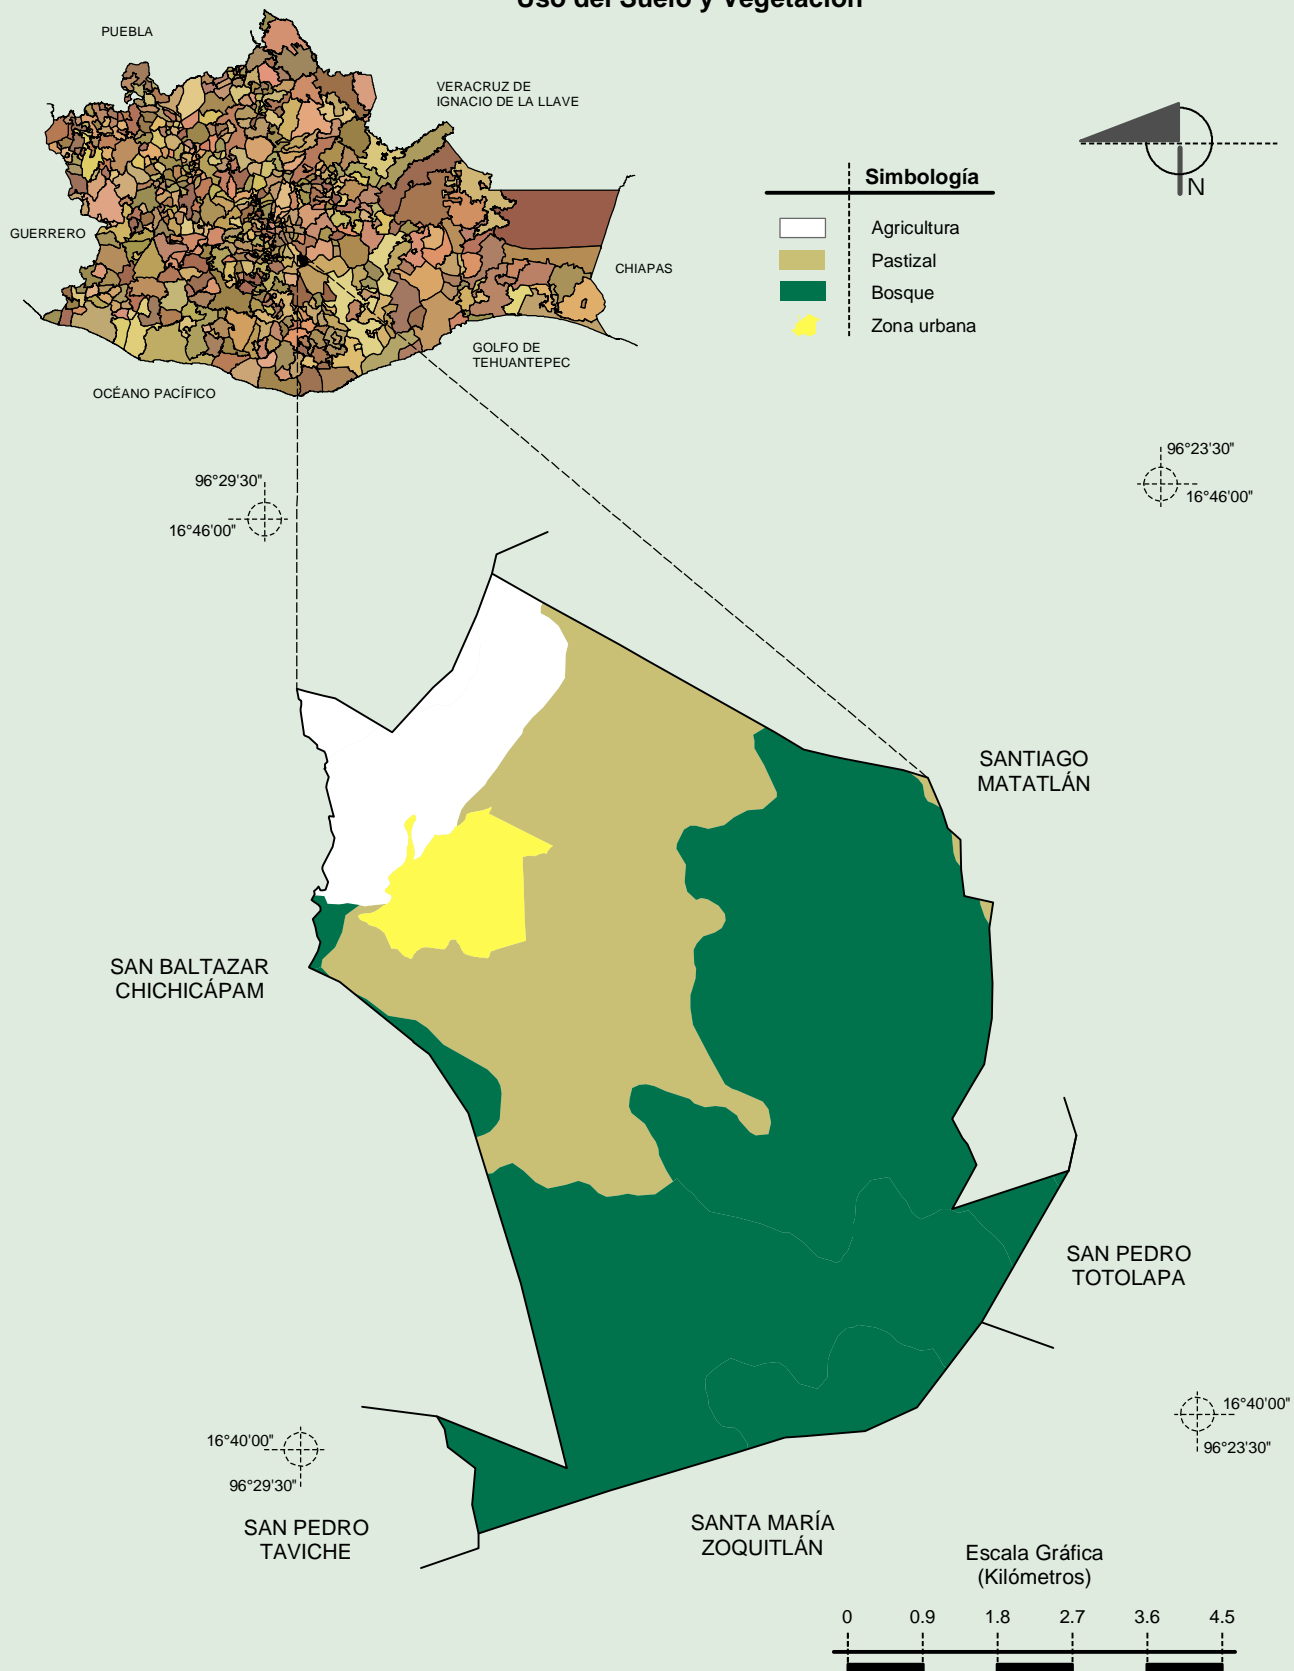 Uso del Suelo y Vegetación
PUEBLA
VERACRUZ DE
IGNACIO DE LA LLAVE
GUERRERO
CHIAPAS
GOLFO DE
TEHUANTEPEC
OCÉANO PACÍFICO
N
Simbología
Agricultura
Pastizal
Bosque
Zona urbana
96°29'30"
16°46'00"
96°23'30"
16°46'00"
SANTIAGO
MATATLÁN
SAN BALTAZAR
CHICHICÁPAM
SAN PEDRO
TOTOLAPA
16°40'00"
96°29'30"
16°40'00"
96°23'30"
SAN PEDRO
TAVICHE
SANTA MARÍA
ZOQUITLÁN
Escala Gráfica
(Kilómetros)
0 0.9 1.8 2.7 3.6 4.5